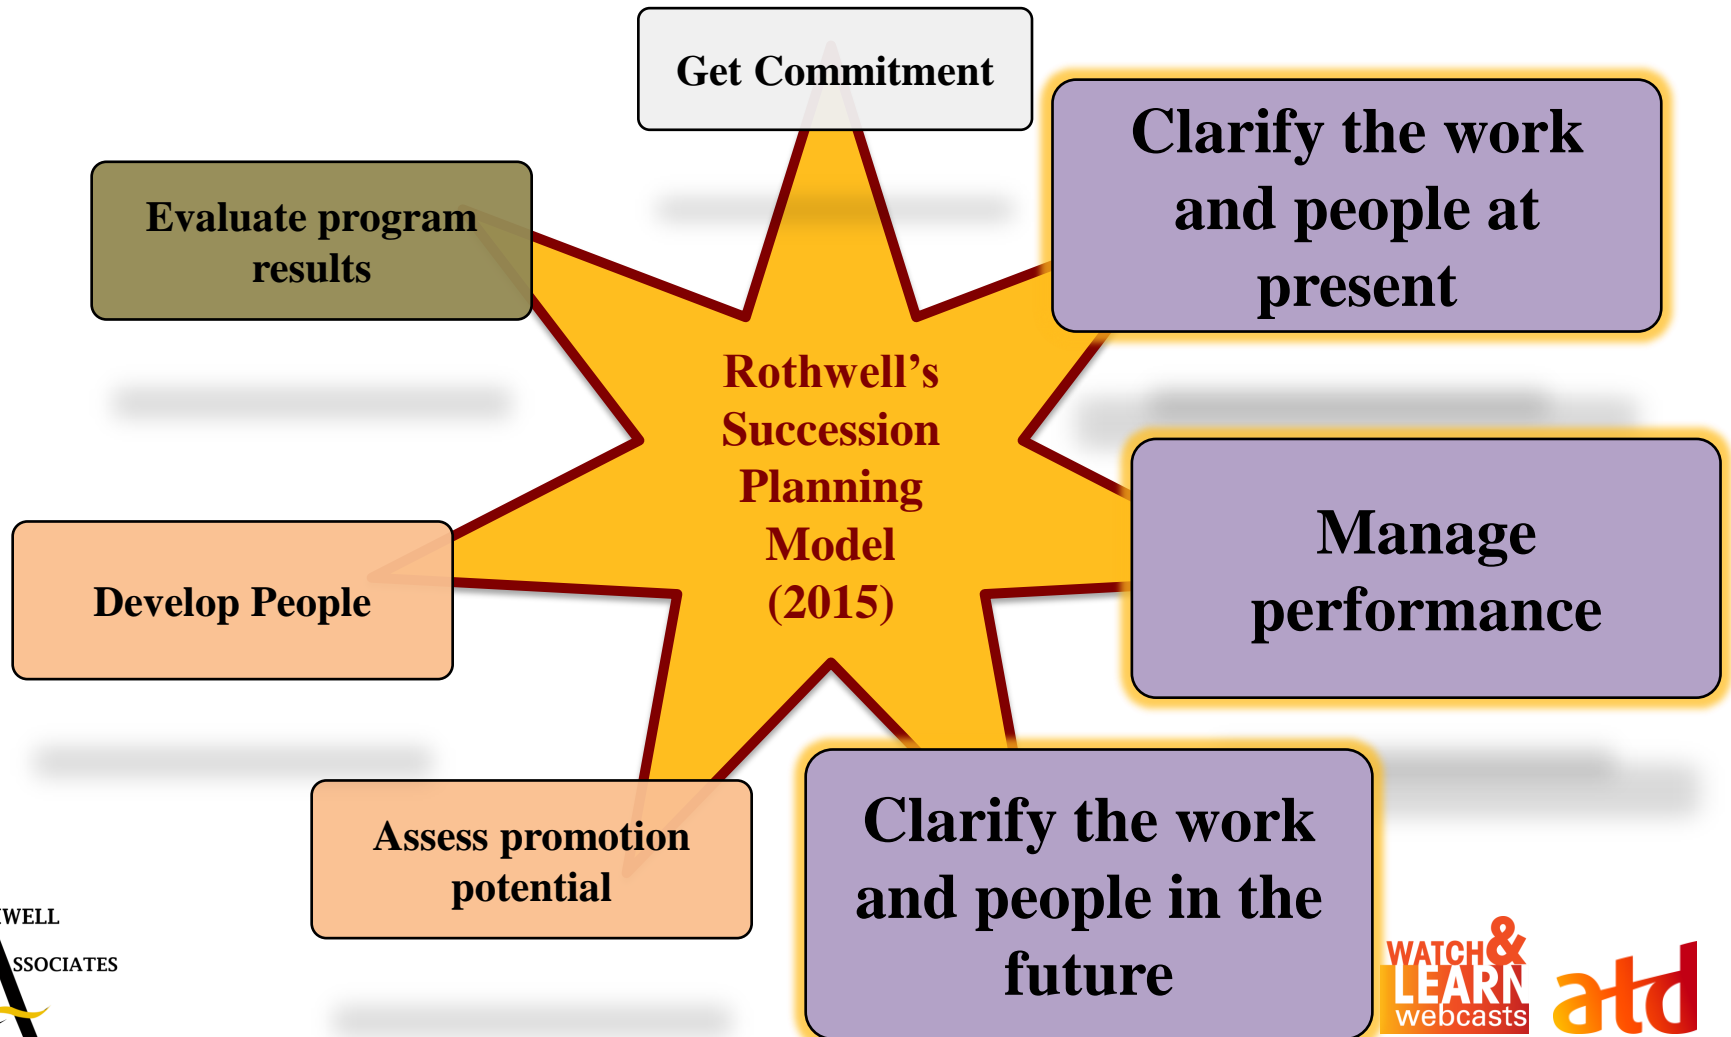 Get Commitment
Clarify the work
and people at
present
Evaluate program
results
Rothwell’s
Succession
Planning
Model
(2015)
Manage
performance
Develop People
Clarify the work
and people in the
future
Assess promotion
potential
WELL
SSOCIATES
WATCH&
LEARN
webcasts
atd